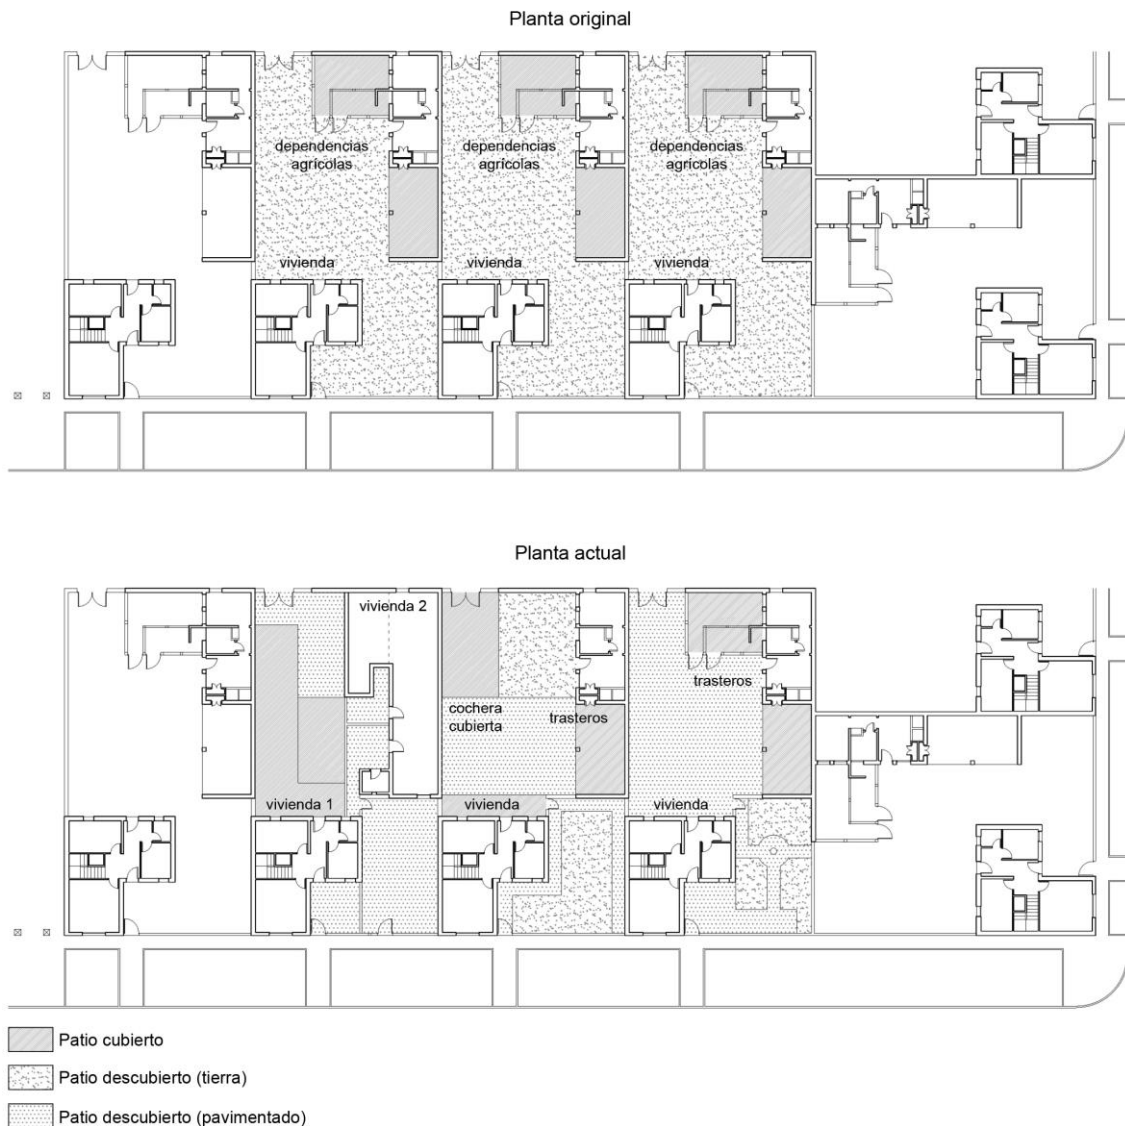 Planta original
dependencias
agrícolas
dependencias
agrícolas
dependencias
agrícolas
vivienda
vivienda
vivienda
Planta actual
vivienda 2
trasteros
cochera
cubierta
trasteros
vivienda 1
vivienda
vivienda
Patio cubierto
Patio descubierto (tierra)
Patio descubierto (pavimentado)